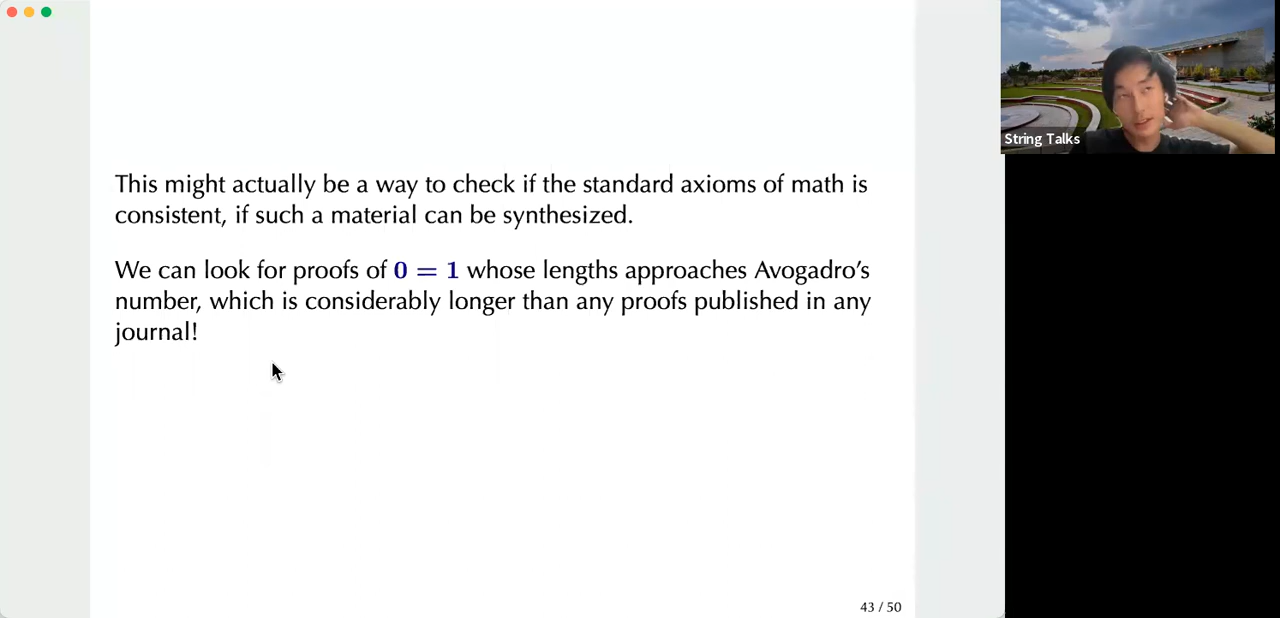 This might actually be a way to check if the standard axioms of math is
consistent, if such a material can be synthesized.
We can look for proofs of 0 = 1 whose lengths approaches Avogadro's
number, which is considerably longer than any proofs published in any
journal!
43 / 50
String Talks